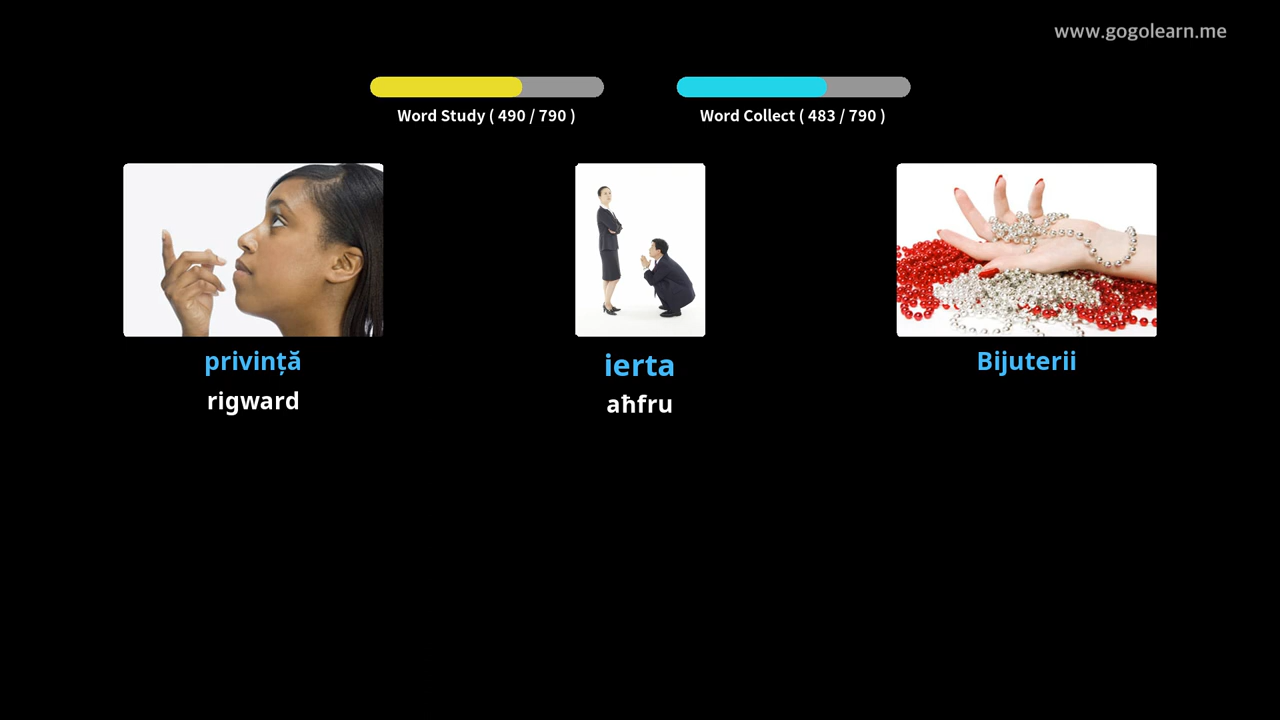 www.gogolearn.me
Word Study ( 490 / 790 )
Word Collect ( 483 / 790 )
privință
ierta
Bijuterii
rigward
aħfru